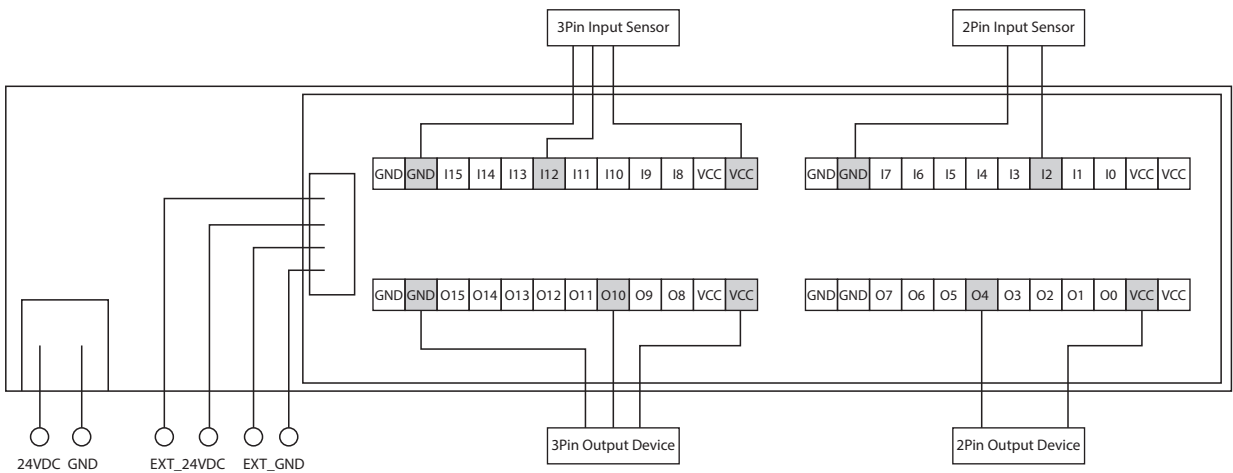 3Pin Input Sensor 2Pin Input Sensor
GND GND I15 I14 I13 I12 I11 I10 I9 I8 VCC VCC GND GND I7 I6 I5 I4 I3 I2 I1 I0 VCC VCC
GND GND O15 O14 O13 O12 O11 O10 O9 O8 VCC VCC GND GND O7 O6 O5 O4 O3 O2 O1 O0 VCC VCC
3Pin Output Device 2Pin Output Device
24VDC GND EXT_24VDC EXT_GND